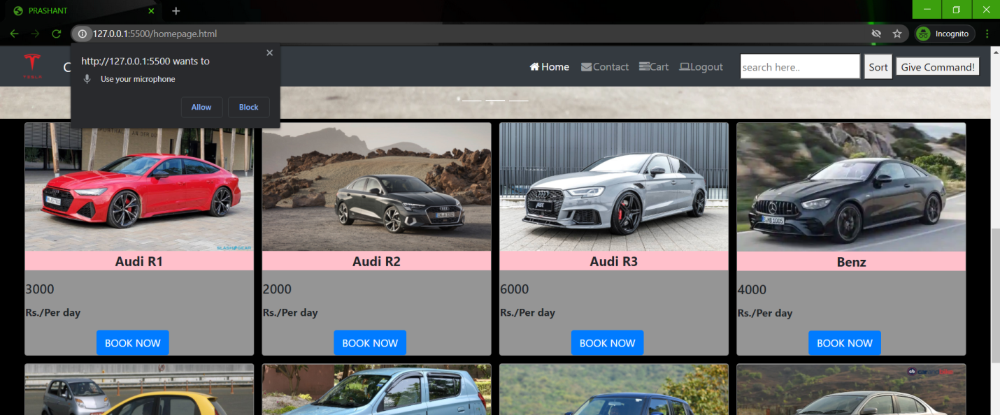 PRASHANT
127.0.0.1:5500/homepage.html
Incognito
http://127.0.0.1:5500 wants to
Use your microphone
Allow Block
TESLA
C
Home Contact Cart Logout search here.. Sort Give Command!
SLASHGEAR
ABT
Audi R1 Audi R2 Audi R3 Benz
3000 2000 6000 4000
Rs./Per day Rs./Per day Rs./Per day Rs./Per day
BOOK NOW BOOK NOW BOOK NOW BOOK NOW